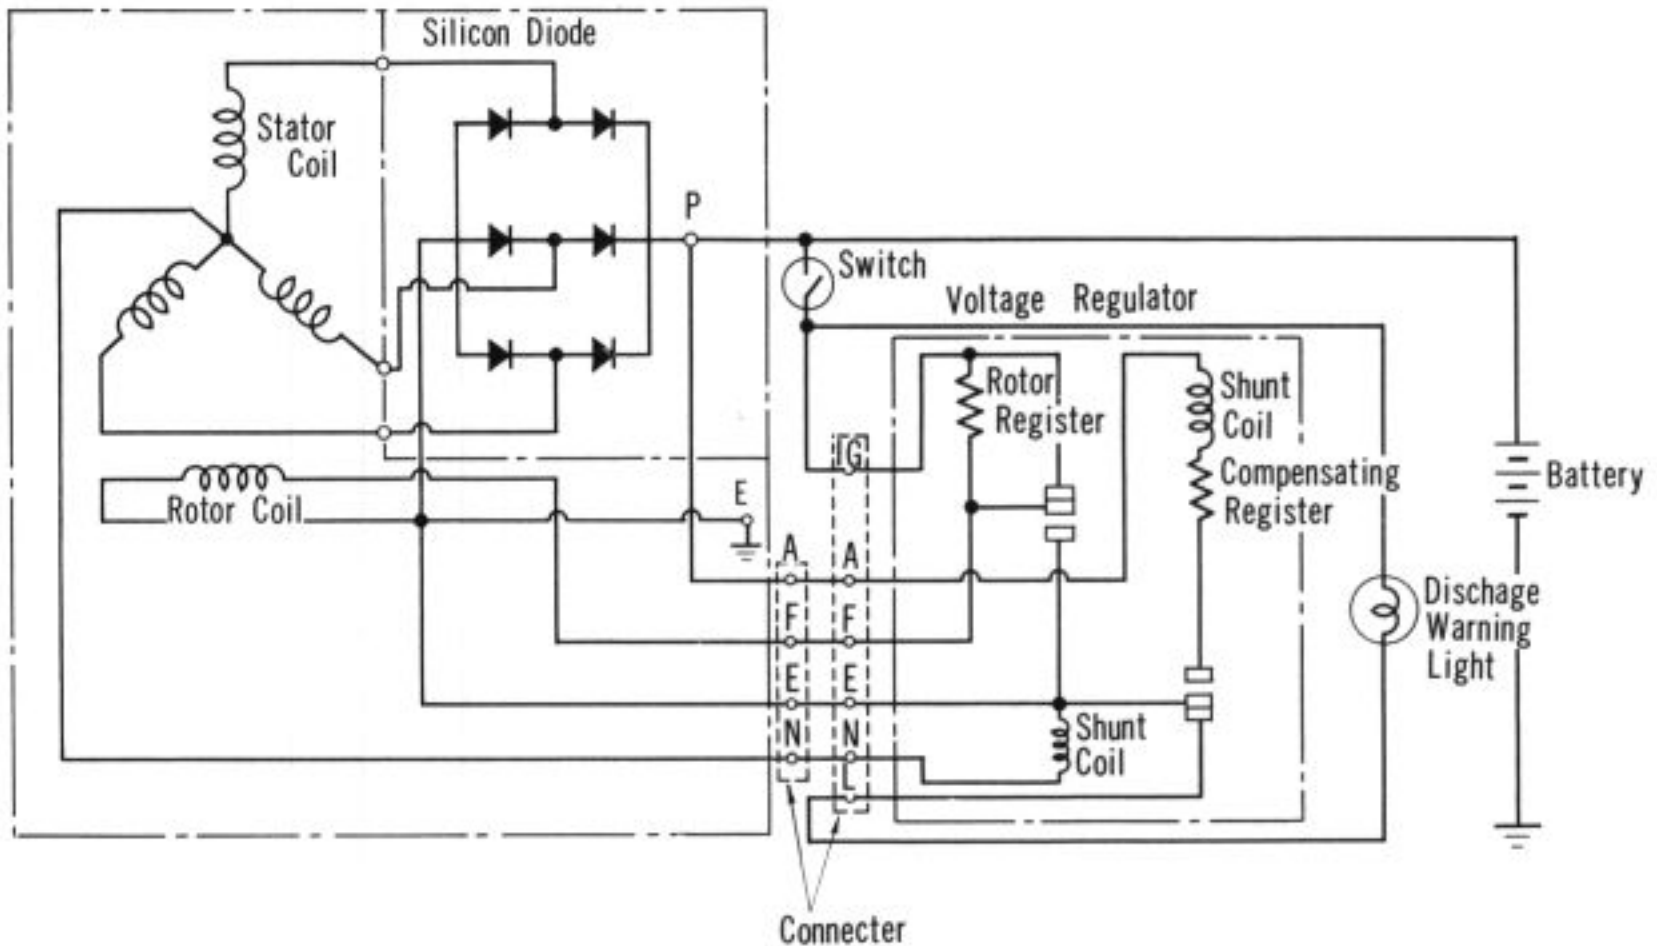 Silicon Diode
Stator
Coil
P
Switch
Voltage Regulator
Rotor
Register
Shunt
Coil
IG
Compensating
Register
Battery
Rotor Coil
E
A
A
Dischage
Warning
Light
F
F
E
E
N
N
Shunt
Coil
L
Connecter